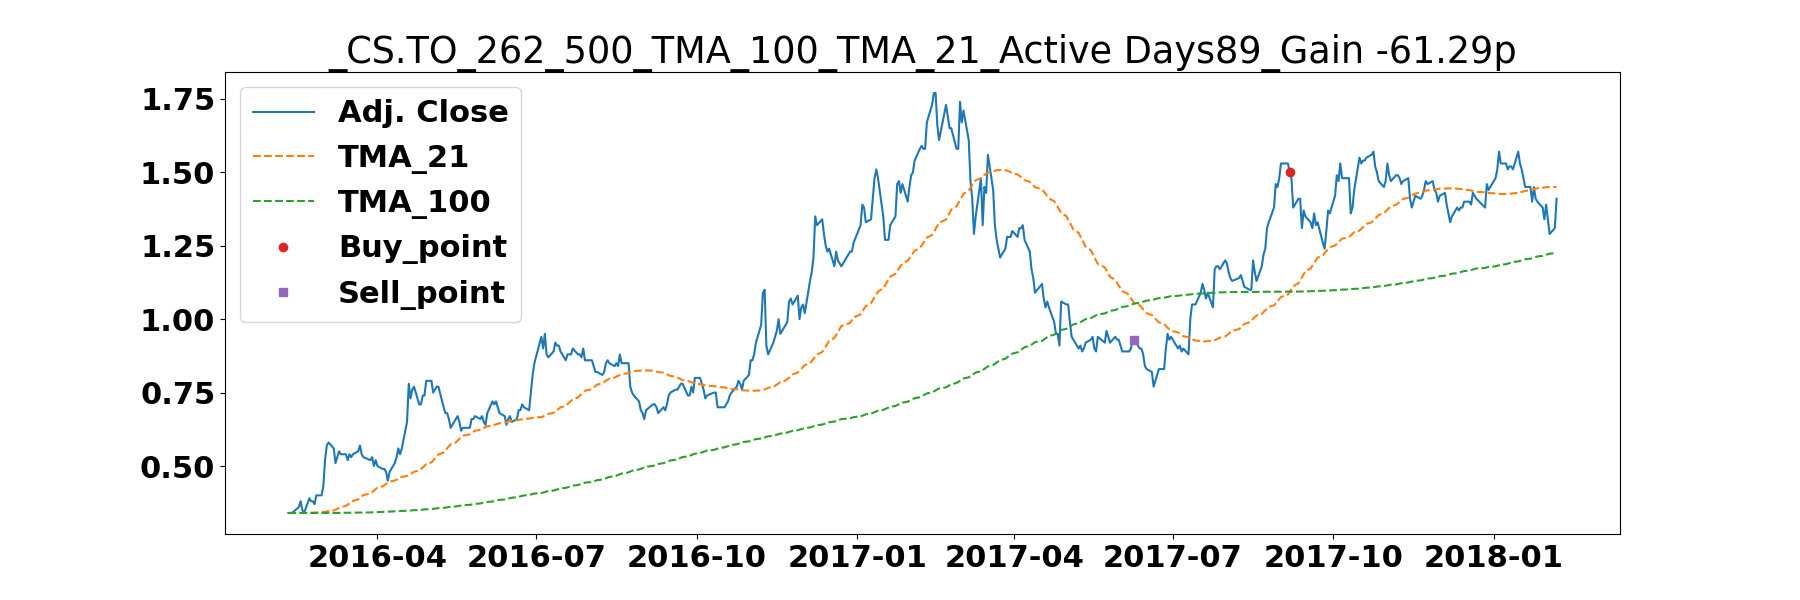 _CS.TO_262_500_TMA_100_TMA_21_Active Days89_Gain -61.29p
1.75
1.50
1.25
1.00
0.75
0.50
Adj. Close
TMA_21
TMA_100
Buy_point
Sell_point
2016-04 2016-07 2016-10 2017-01 2017-04 2017-07 2017-10 2018-01